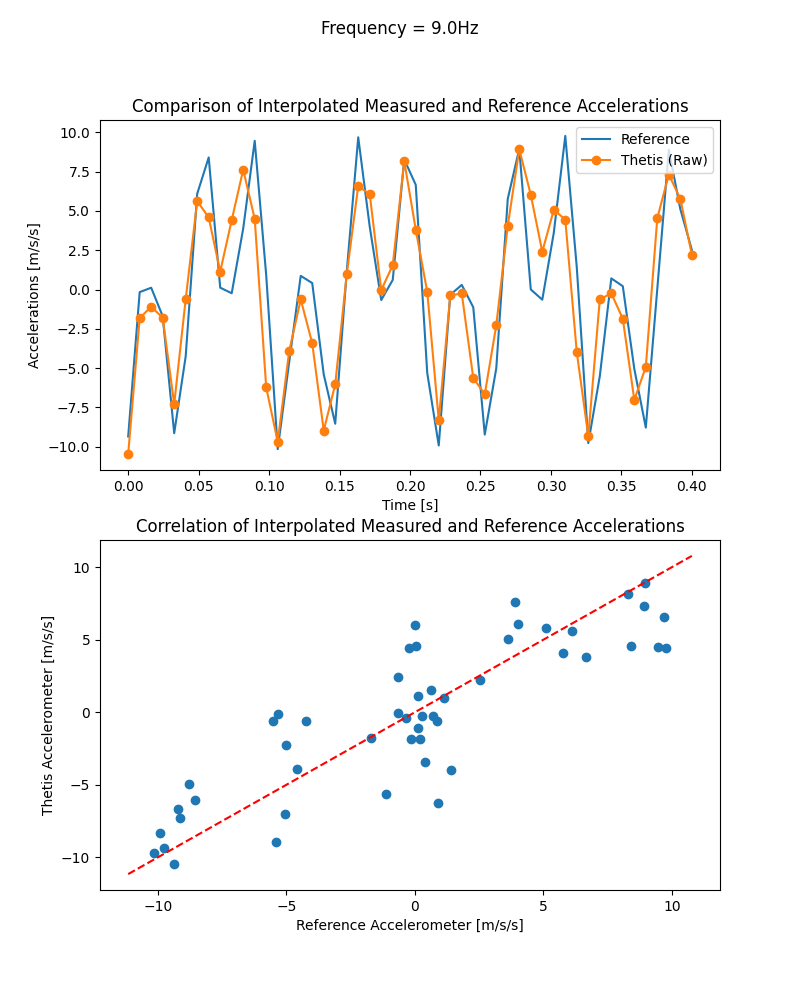 Frequency = 9.0Hz
Comparison of Interpolated Measured and Reference Accelerations
Reference
Thetis (Raw)
Accelerations [m/s/s]
10.0
7.5
5.0
2.5
0.0
−2.5
−5.0
−7.5
−10.0
0.00 0.05 0.10 0.15 0.20 0.25 0.30 0.35 0.40
Time [s]
Correlation of Interpolated Measured and Reference Accelerations
Thetis Accelerometer [m/s/s]
10
5
0
−5
−10
−10 −5 0 5 10
Reference Accelerometer [m/s/s]